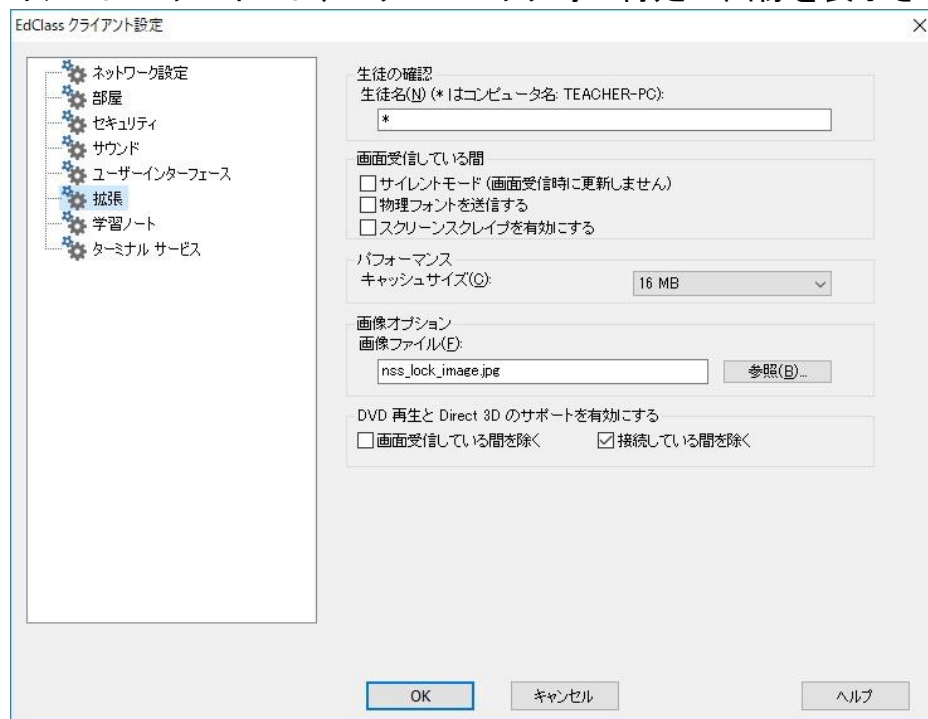 EdClass クライアント設定
ネットワーク設定
部屋
セキュリティ
サウンド
ユーザーインターフェース
拡張
学習ノート
ターミナル サービス
生徒の確認
生徒名(N) (* はコンピュータ名: TEACHER-PC):
*
画面受信している間
サイレントモード (画面受信時に更新しません)
物理フォントを送信する
スクリーンスクレイプを有効にする
パフォーマンス
キャッシュサイズ(C):
16 MB
画像オプション
画像ファイル(F):
nss_lock_image.jpg
参照(B)...
DVD 再生と Direct 3D のサポートを有効にする
画面受信している間を除く
接続している間を除く
OK
キャンセル
ヘルプ